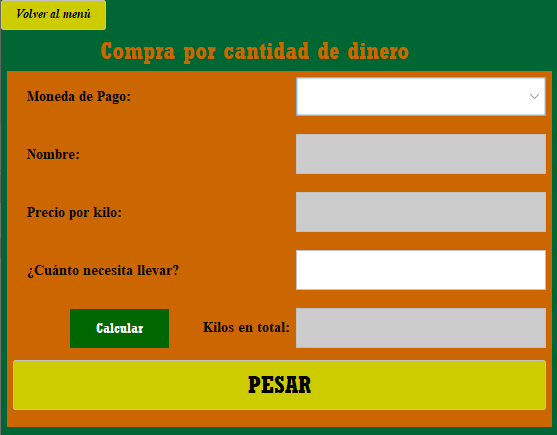 Volver al menú
Compra por cantidad de dinero
Moneda de Pago:
Nombre:
Precio por kilo:
¿Cuánto necesita llevar?
Calcular
Kilos en total:
PESAR